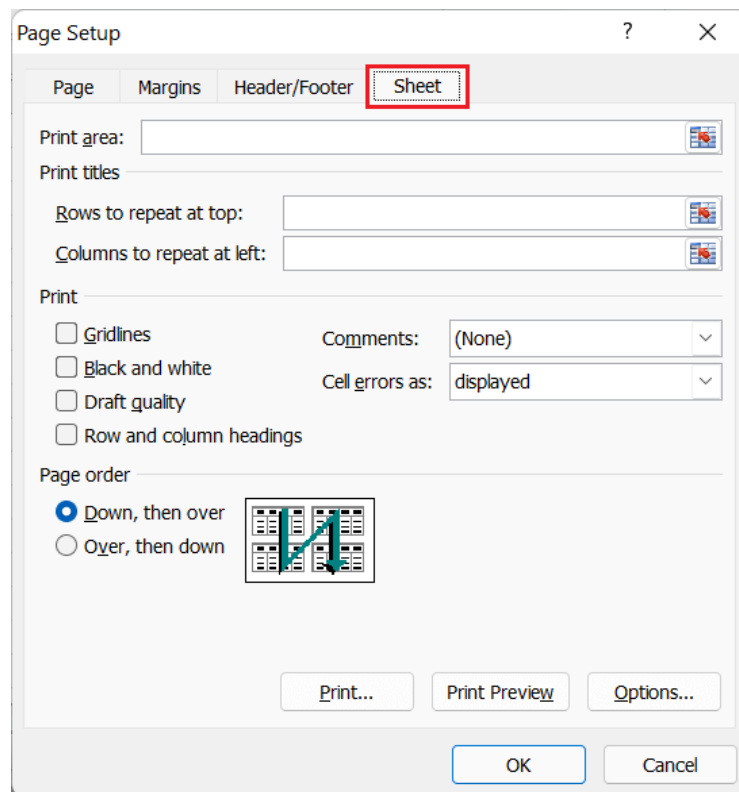 Page Setup ?
Page Margins Header/Footer Sheet
Print area:
Print titles
Rows to repeat at top:
Columns to repeat at left:
Print
Gridlines Comments: (None)
Black and white
Cell errors as: displayed
Draft quality
Row and column headings
Page order
Down, then over
Over, then down
Print... Print Preview Options...
OK Cancel